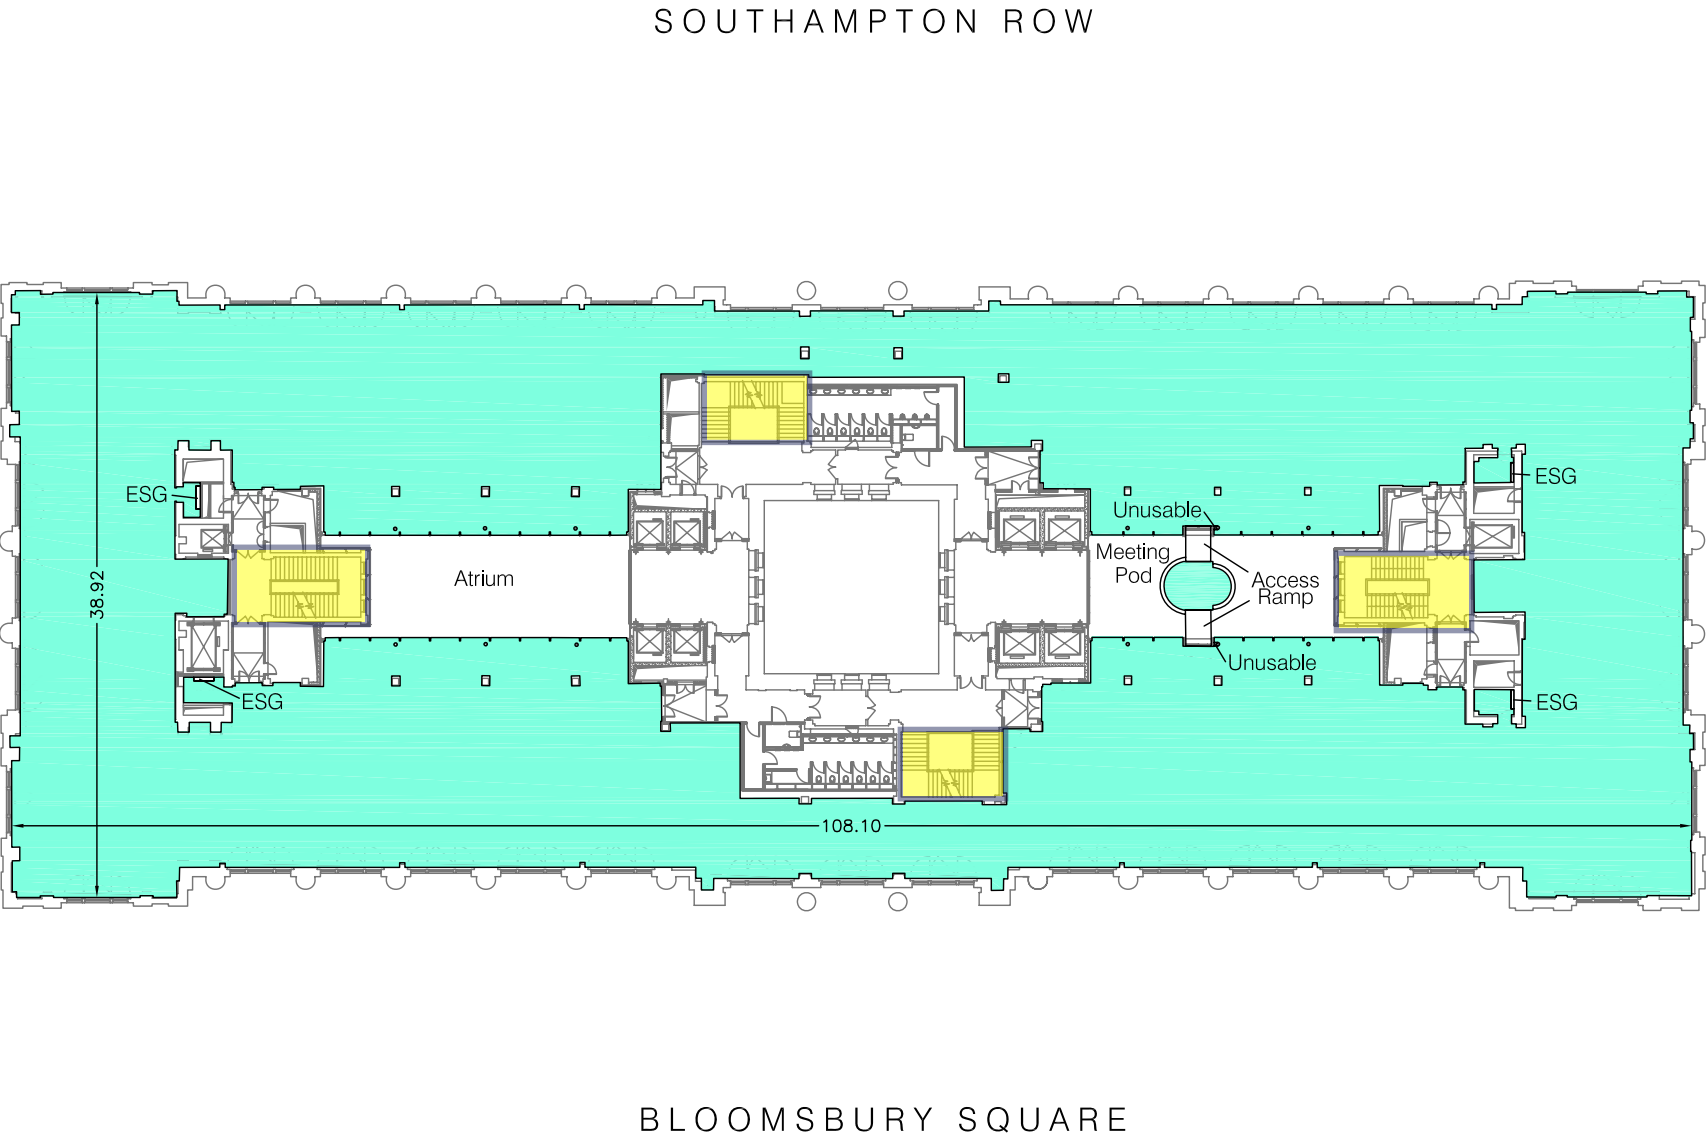 SOUTHAMPTON ROW
ESG
ESG
Unusable
Meeting
Pod
Atrium
Access
Ramp
38.92
Unusable
ESG
ESG
108.10
BLOOMSBURY SQUARE